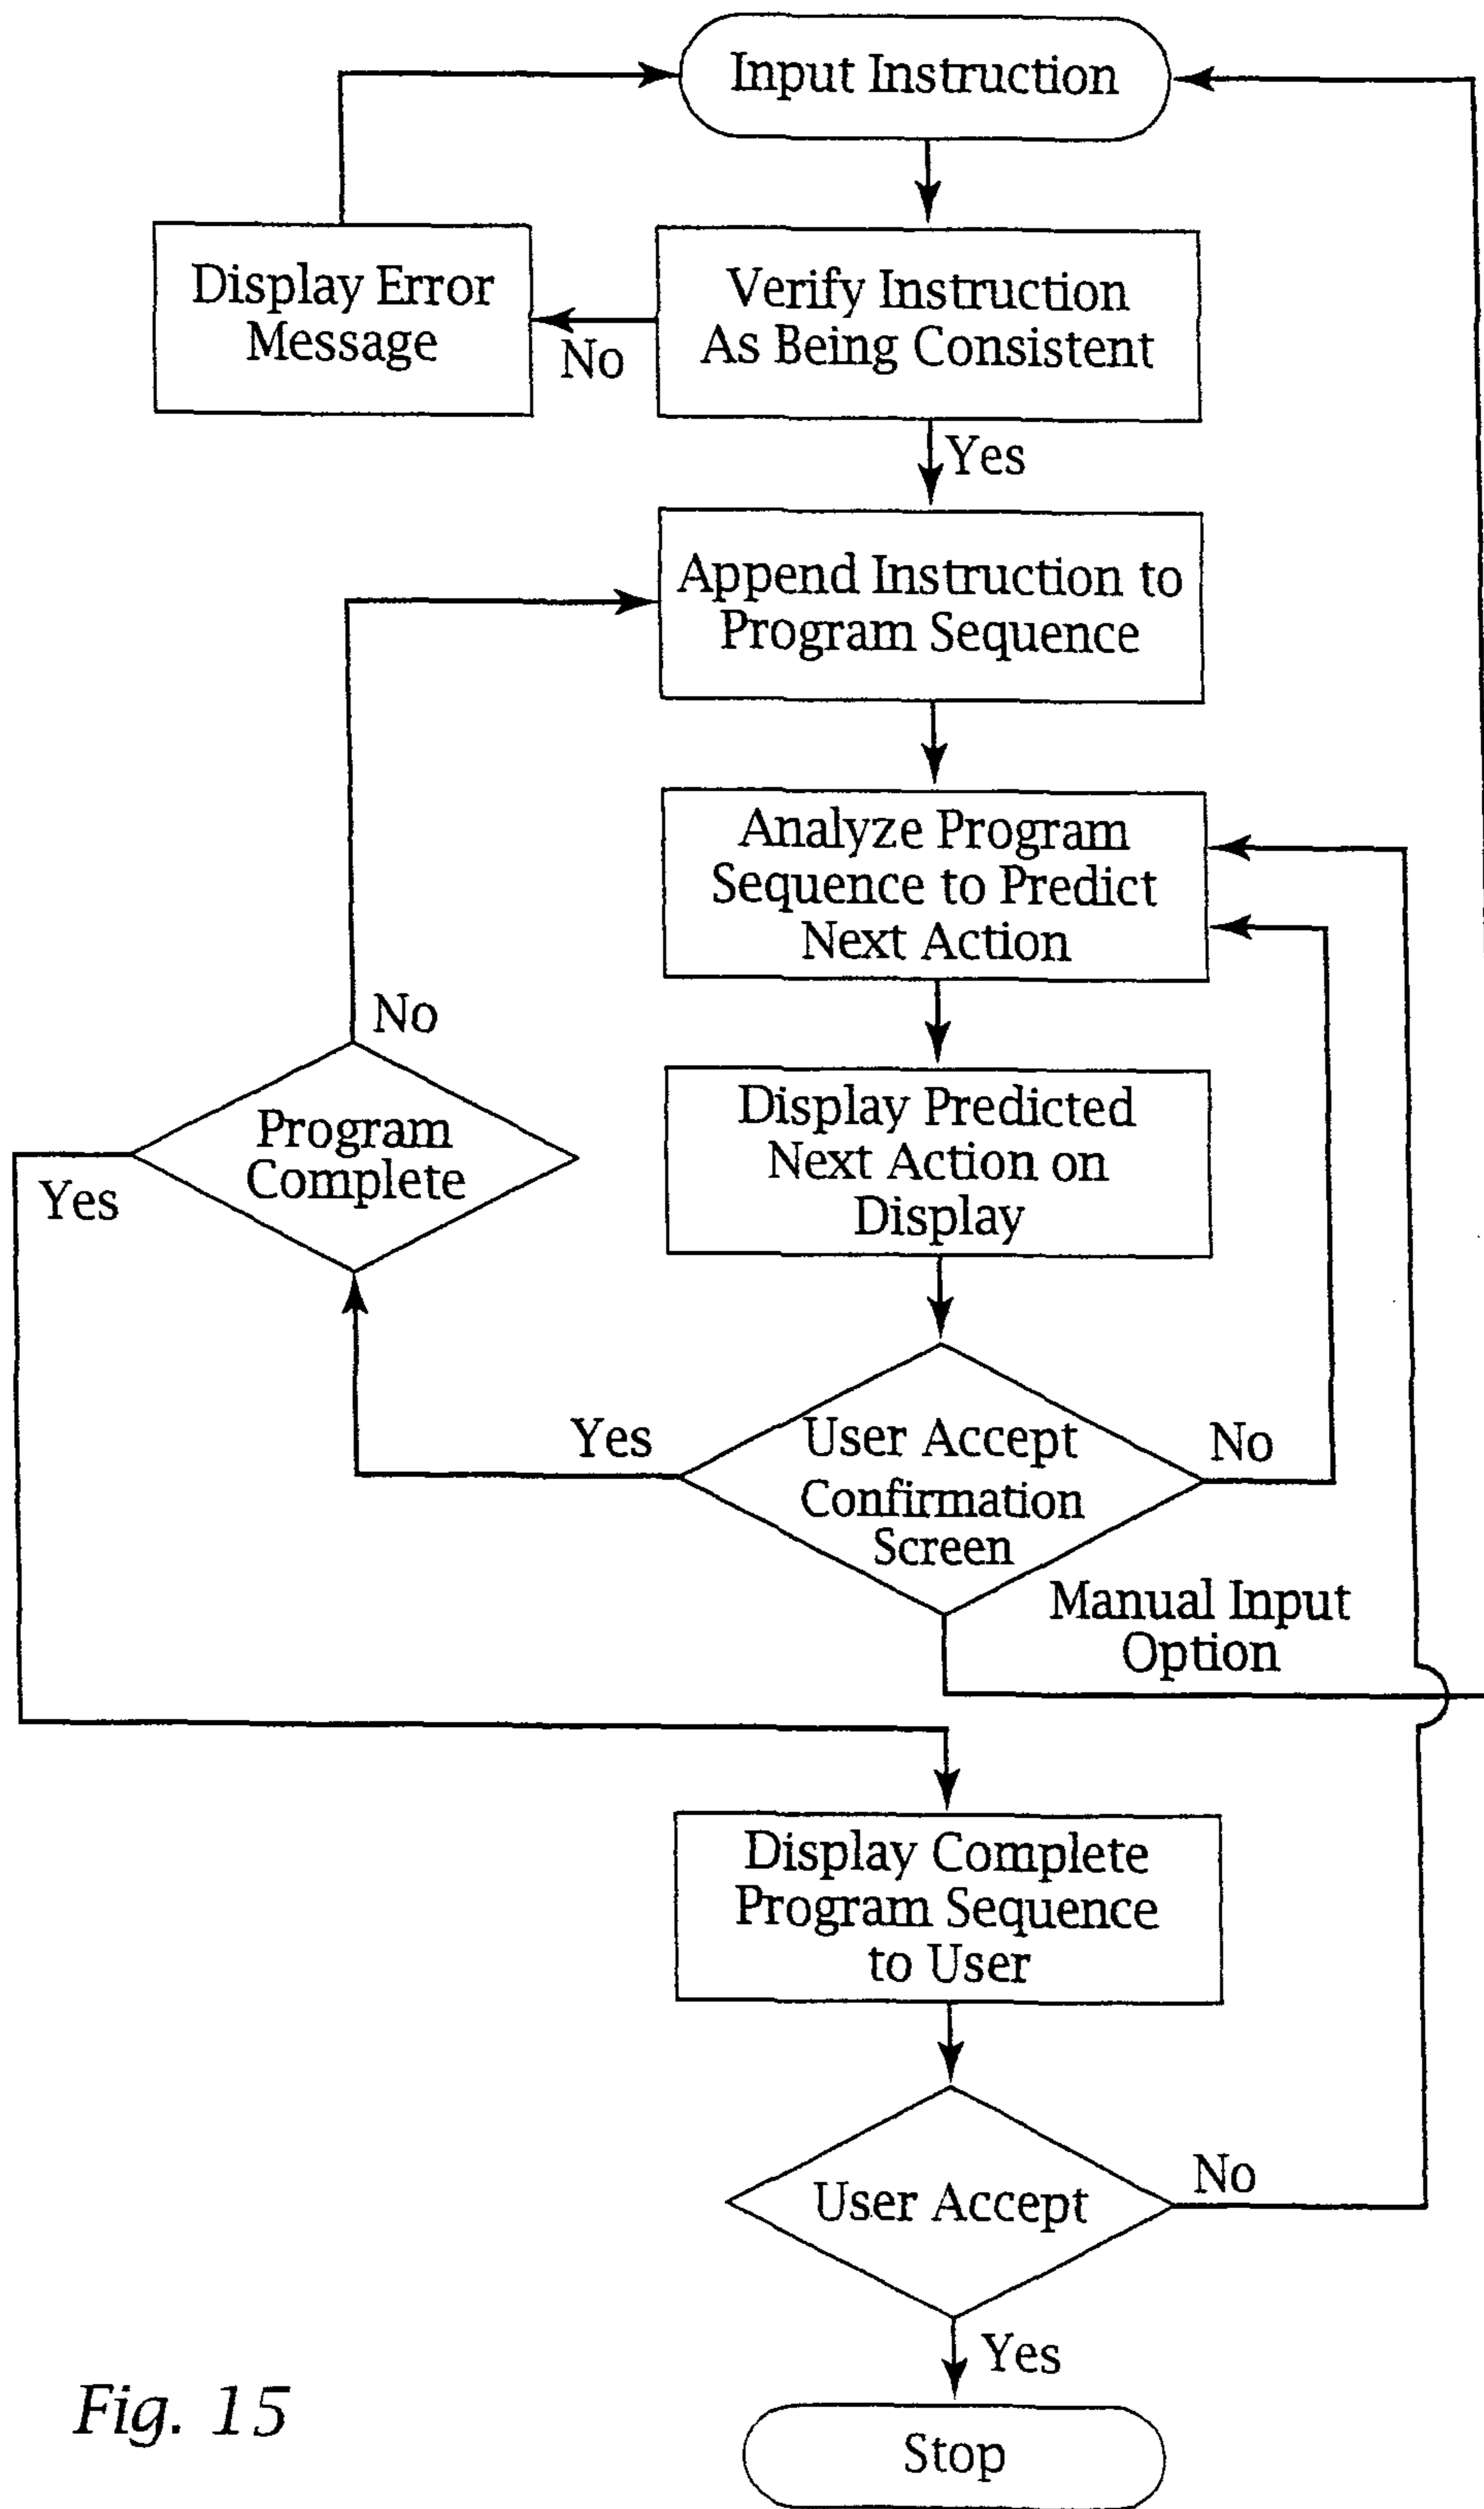 Input Instruction
Display Error
Message
No
Verify Instruction
As Being Consistent
Yes
Append Instruction to
Program Sequence
Analyze Program
Sequence to Predict
Next Action
No
Program
Complete
Yes
Display Predicted
Next Action on
Display
Yes
User Accept
Confirmation
Screen
No
Manual Input
Option
Display Complete
Program Sequence
to User
User Accept
No
Yes
Stop
Fig. 15